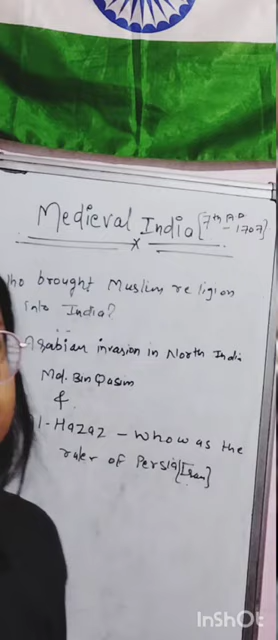 Medieval India [7th AD
- 1707]
x
ho brought Muslim religion
into India?
Arabian invasion in North India
Md. Bin Qasim
&
l-Hazaz - Who was the
ruler of Persia [Iran]
InShOt